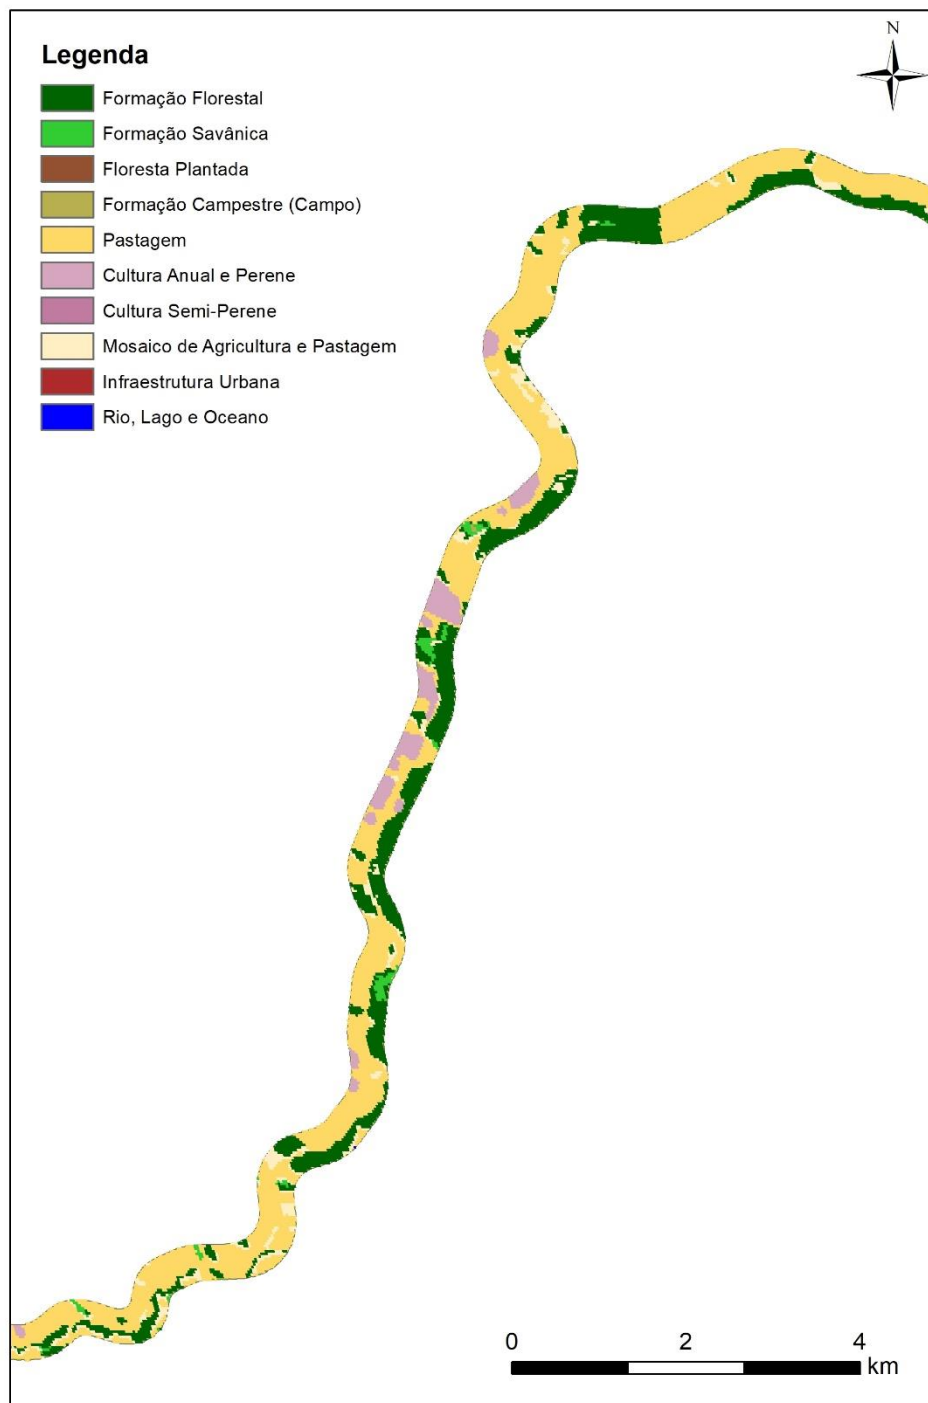 N
Legenda
Formação Florestal
Formação Savânica
Floresta Plantada
Formação Campestre (Campo)
Pastagem
Cultura Anual e Perene
Cultura Semi-Perene
Mosaico de Agricultura e Pastagem
Infraestrutura Urbana
Rio, Lago e Oceano
0 2 4
km